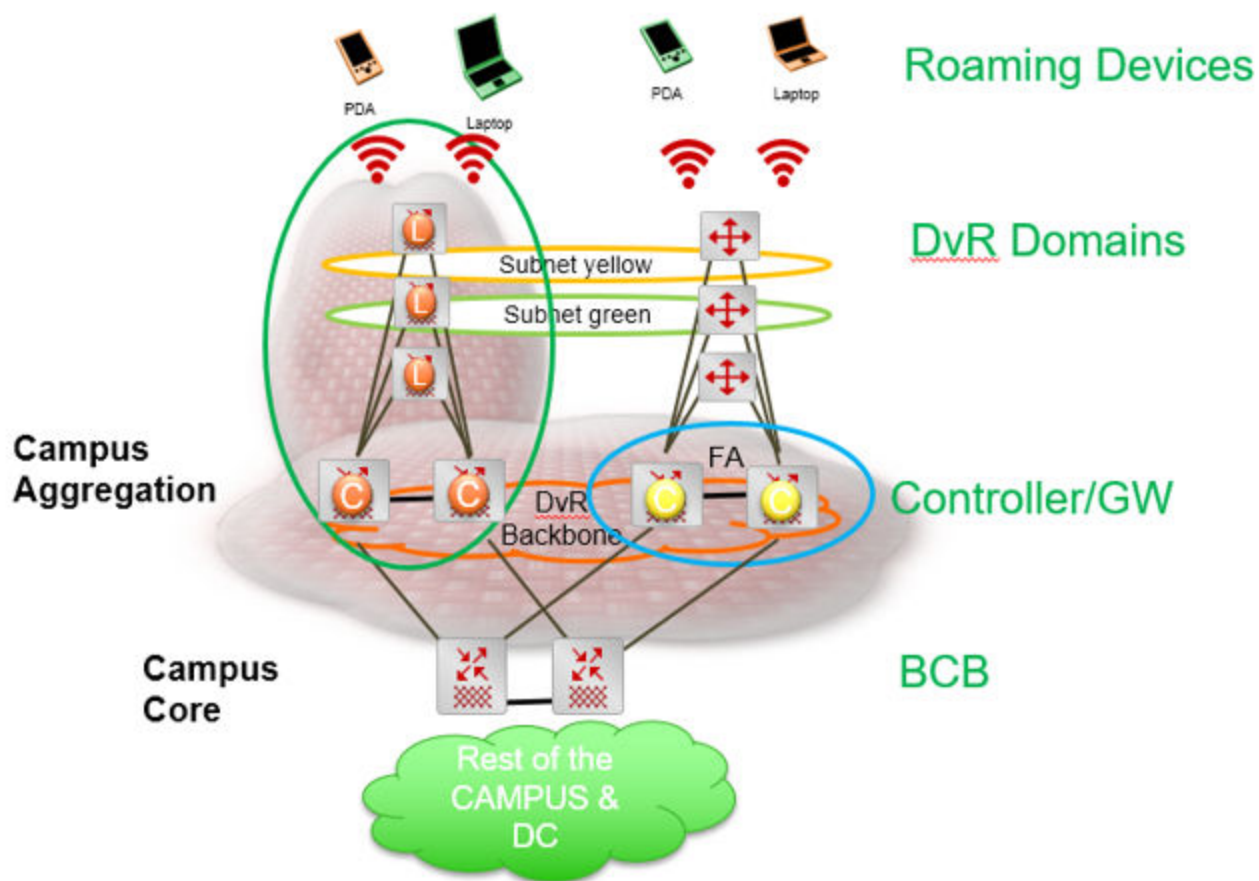 Roaming Devices
PDA
Laptop
PDA
Laptop
DvR Domains
L
Subnet yellow
L
Subnet green
L
Campus
Aggregation
FA
C
C
C
C
DvR
Backbone
Controller/GW
Campus
Core
BCB
Rest of the
CAMPUS &
DC